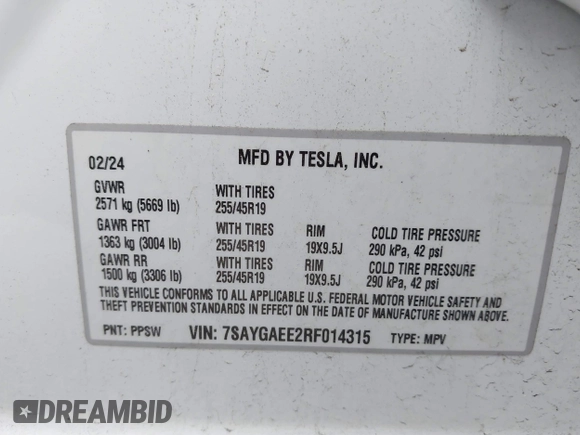 02/24 MFD BY TESLA, INC.
GVWR WITH TIRES
2571 kg (5669 lb) 255/45R19
GAWR FRT WITH TIRES RIM COLD TIRE PRESSURE
1363 kg (3004 lb) 255/45R19 19X9.5J 290 kPa, 42 psi
GAWR RR WITH TIRES RIM COLD TIRE PRESSURE
1500 kg (3306 lb) 255/45R19 19X9.5J 290 kPa, 42 psi
THIS VEHICLE CONFORMS TO ALL APPLICABLE U.S. FEDERAL MOTOR VEHICLE SAFETY AND
THEFT PREVENTION STANDARDS IN EFFECT ON THE DATE OF MANUFACTURE SHOWN ABOVE.
PNT: PPSW VIN: 7SAYGAEE2RF014315 TYPE: MPV
DREAMBID